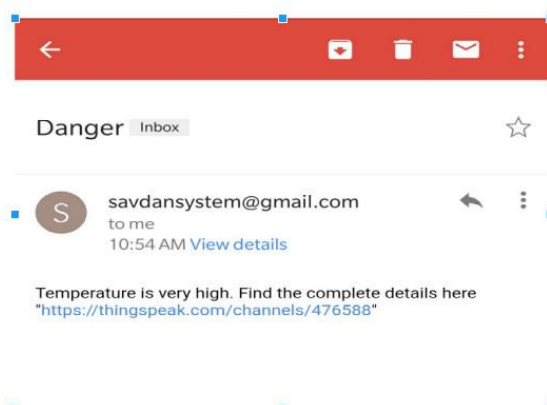 Danger Inbox
S
savdansystem@gmail.com
to me
10:54 AM View details
Temperature is very high. Find the complete details here
"https://thingspeak.com/channels/476588"